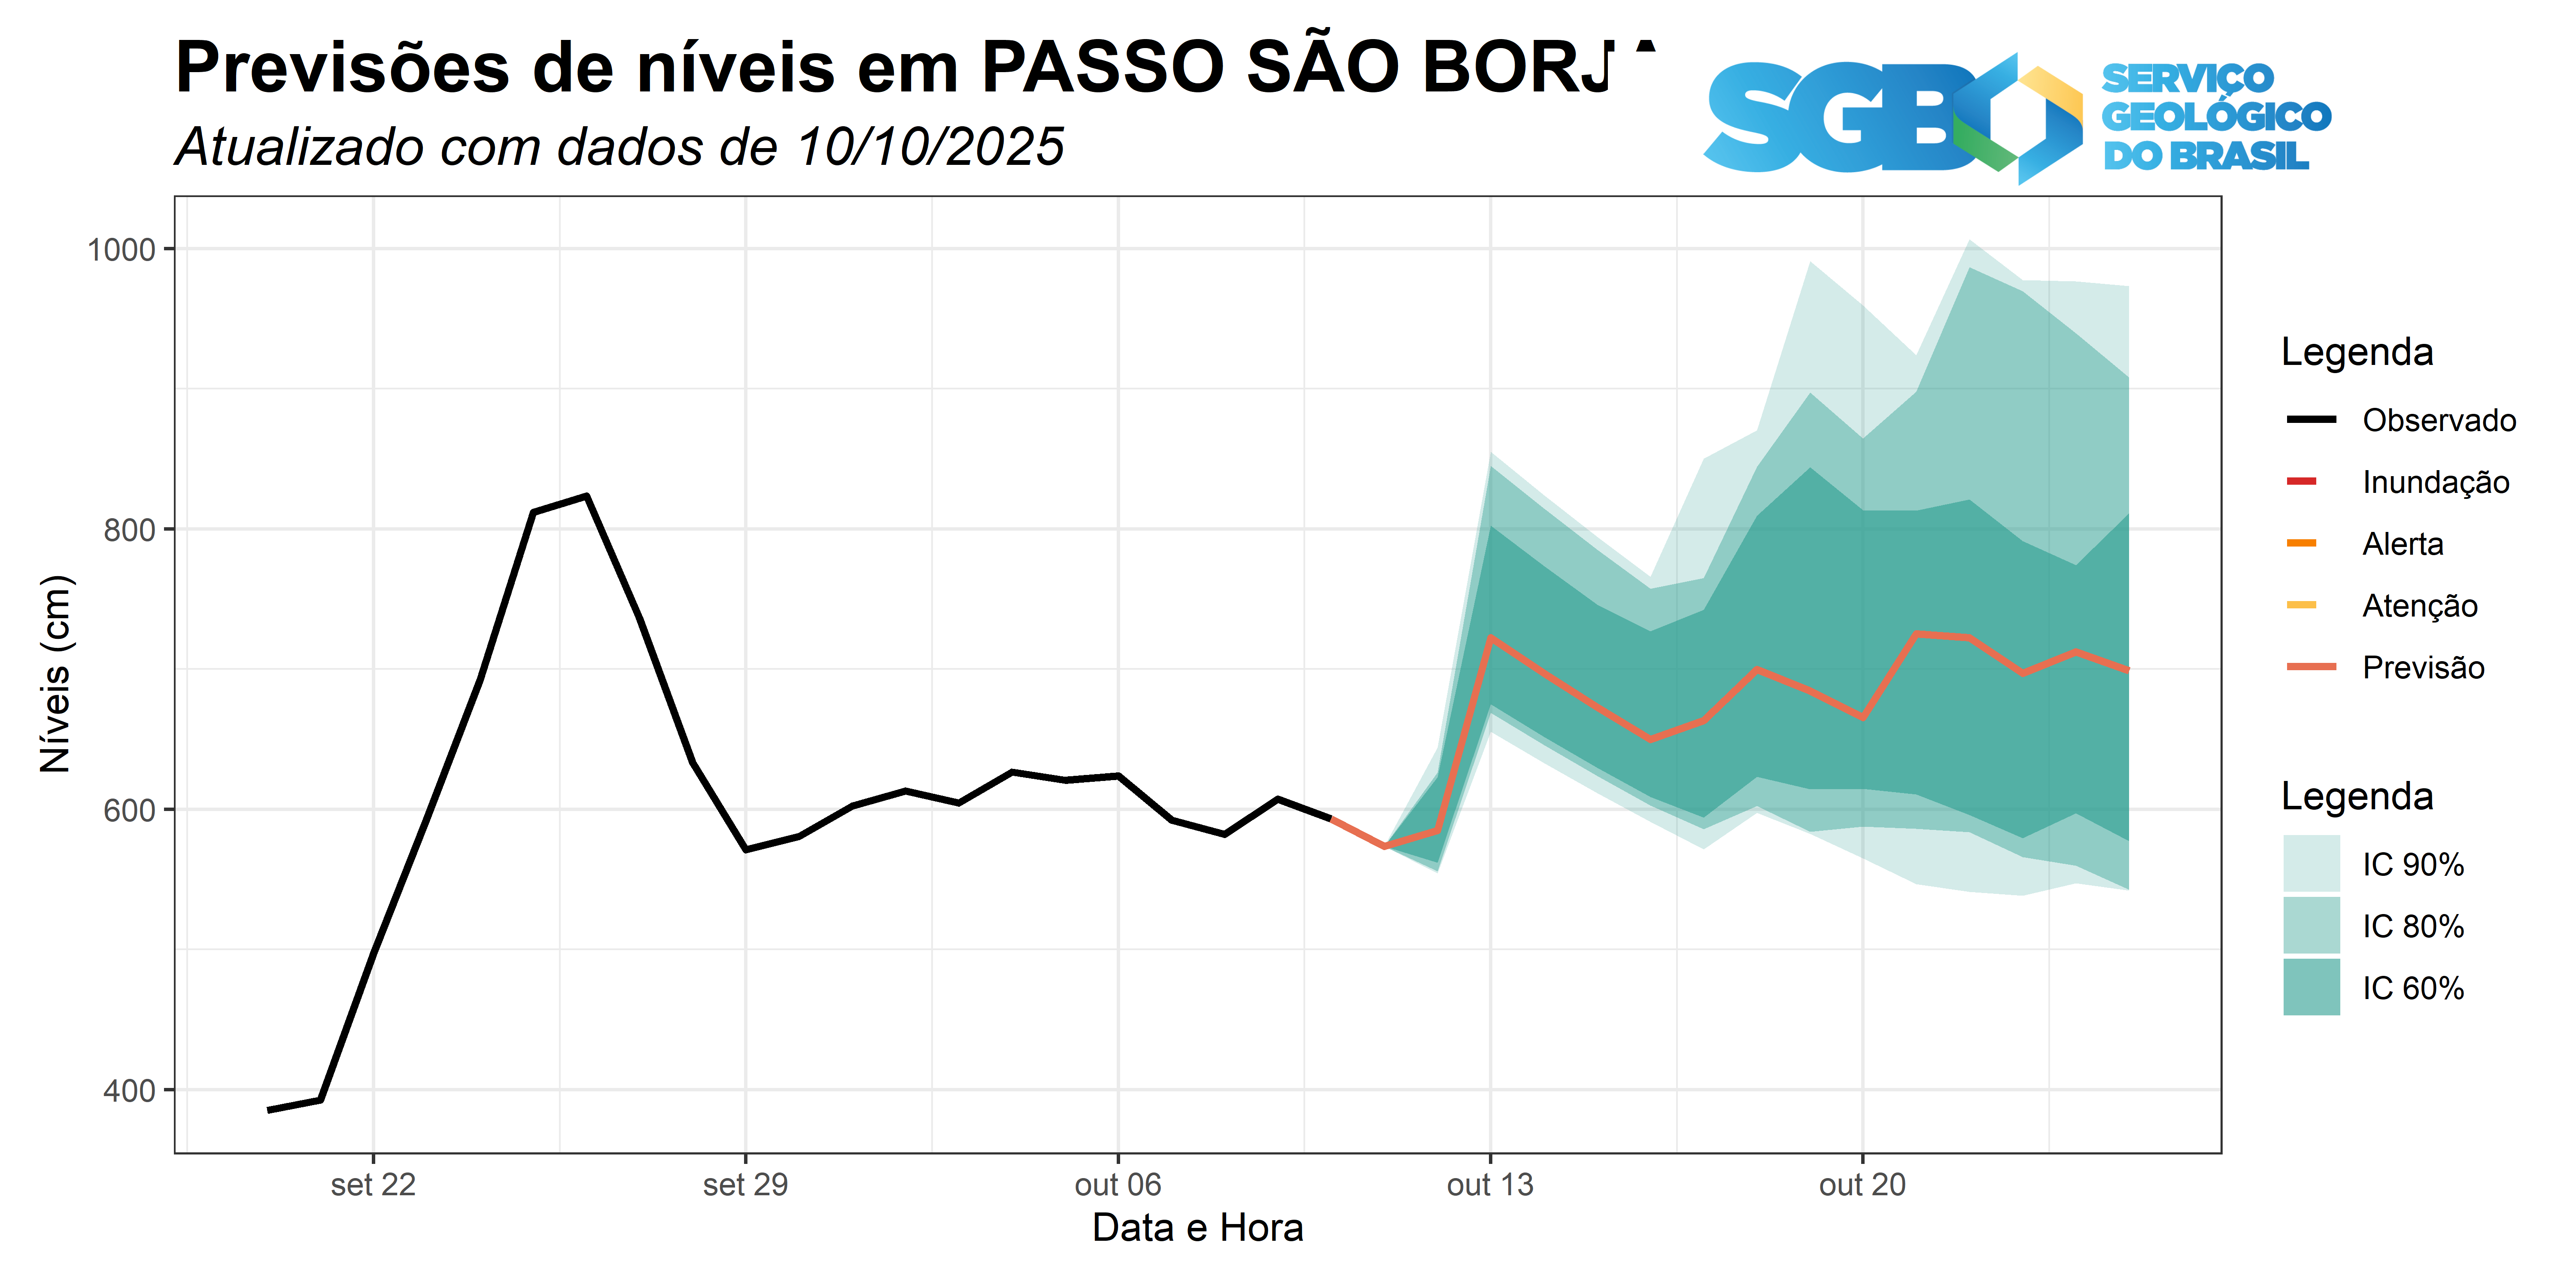 Previsões de níveis em PASSO SÃO BORJA
Atualizado com dados de 10/10/2025
SGB
SERVIÇO
GEOLÓGICO
DO BRASIL
Níveis (cm)
1000
800
600
400
set 22
set 29
out 06
out 13
out 20
Data e Hora
Legenda
Observado
Inundação
Alerta
Atenção
Previsão
Legenda
IC 90%
IC 80%
IC 60%